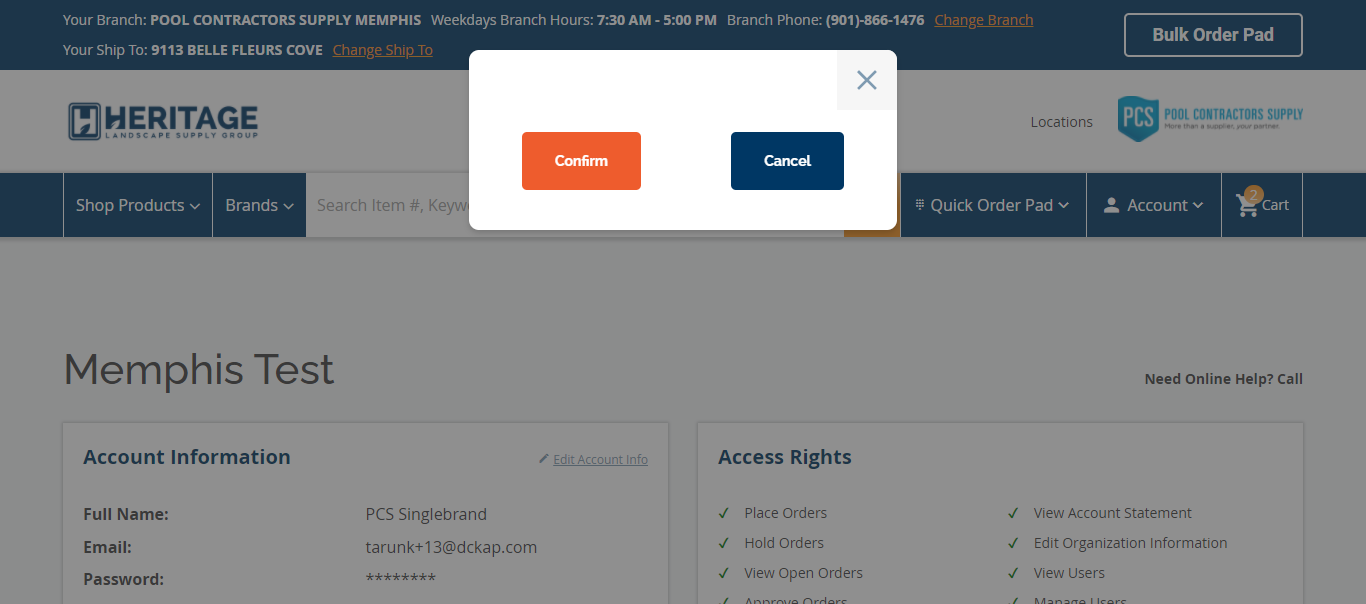 Your Branch: POOL CONTRACTORS SUPPLY MEMPHIS Weekdays Branch Hours: 7:30 AM - 5:00 PM Branch Phone: (901)-866-1476 Change Branch
Bulk Order Pad
Your Ship To: 9113 BELLE FLEURS COVE Change Ship To
HERITAGE
LANDSCAPE SUPPLY GROUP
Confirm
Cancel
Locations
PCS POOL CONTRACTORS SUPPLY
More than a supplier, your partner.
Shop Products
Brands
Search Item #, Keyw
Quick Order Pad
Account
2
Cart
Memphis Test
Need Online Help? Call
Account Information
Edit Account Info
Full Name: PCS Singlebrand
Email: tarunk+13@dckap.com
Password: ********
Access Rights
Place Orders
View Account Statement
Hold Orders
Edit Organization Information
View Open Orders
View Users
Approve Orders
Manage Users